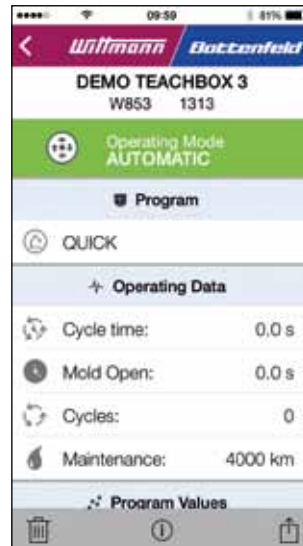 09:59
81%
Wittmann Battenfeld
DEMO TEACHBOX 3
W853 1313
Operating Mode
AUTOMATIC
Program
QUICK
Operating Data
Cycle time: 0.0 s
Mold Open: 0.0 s
Cycles: 0
Maintenance: 4000 km
Program Values